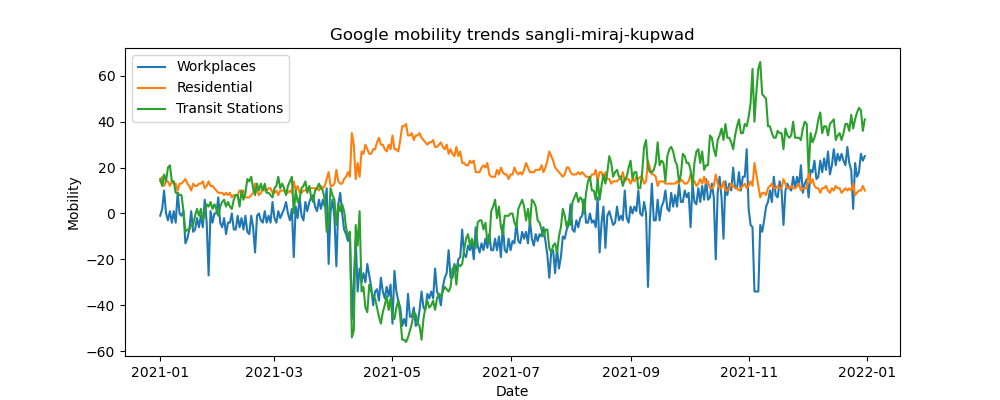 Google mobility trends sangli-miraj-kupwad
Workplaces
Residential
Transit Stations
60
40
20
0
−20
−40
−60
Mobility
2021-01 2021-03 2021-05 2021-07 2021-09 2021-11 2022-01
Date